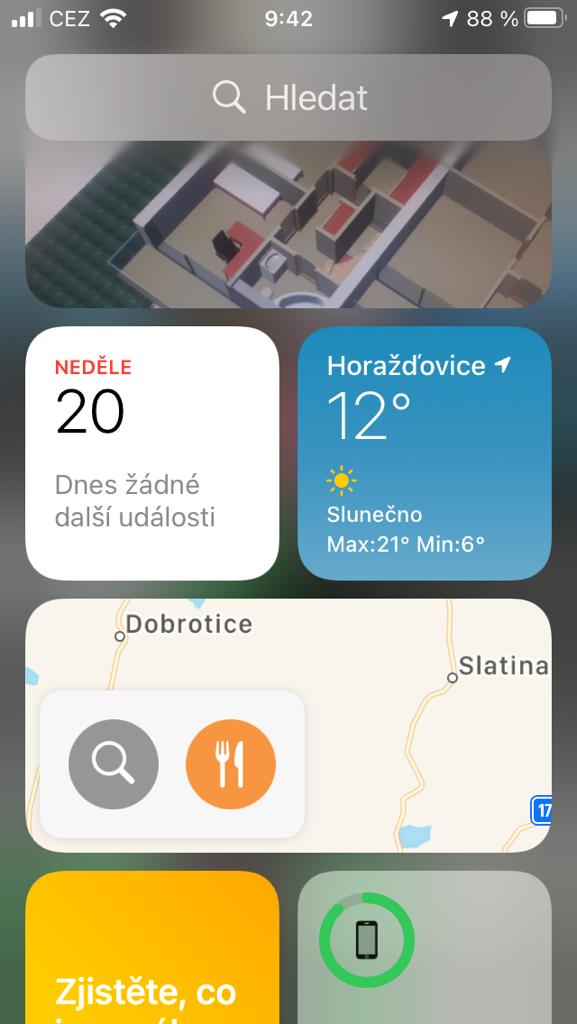 CEZ 9:42 88 %
Hledat
NEDĚLE
20
Dnes žádné
další události
Horažďovice
12°
Slunečno
Max:21° Min:6°
Dobrotice
Slatina
17
Zjistěte, co